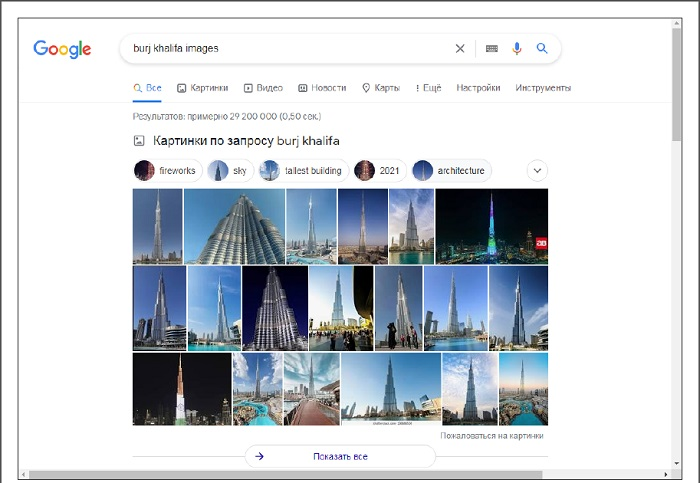 Google
burj khalifa images
Все Картинки Видео Новости Карты Ещё Настройки Инструменты
Результатов: примерно 29 200 000 (0,50 сек.)
Картинки по запросу burj khalifa
fireworks sky tallest building 2021 architecture
Пожаловаться на картинки
Показать все